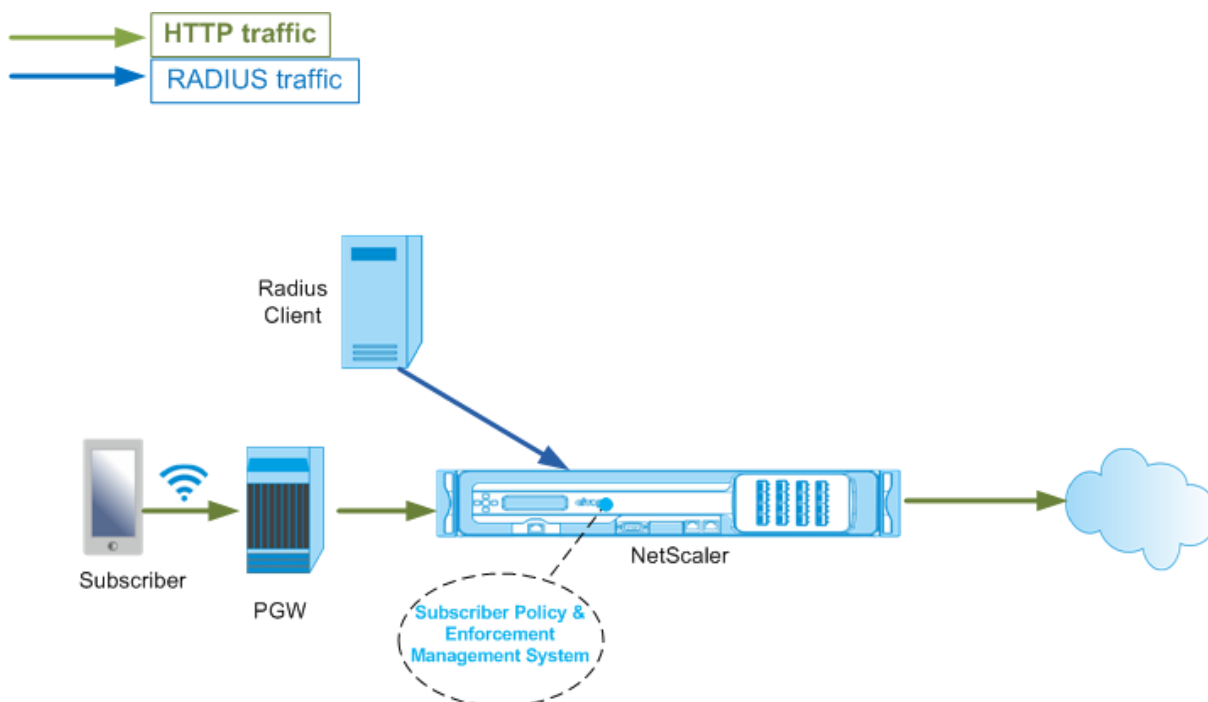 HTTP traffic
RADIUS traffic
Radius
Client
Subscriber
PGW
NetScaler
Subscriber Policy &
Enforcement
Management System